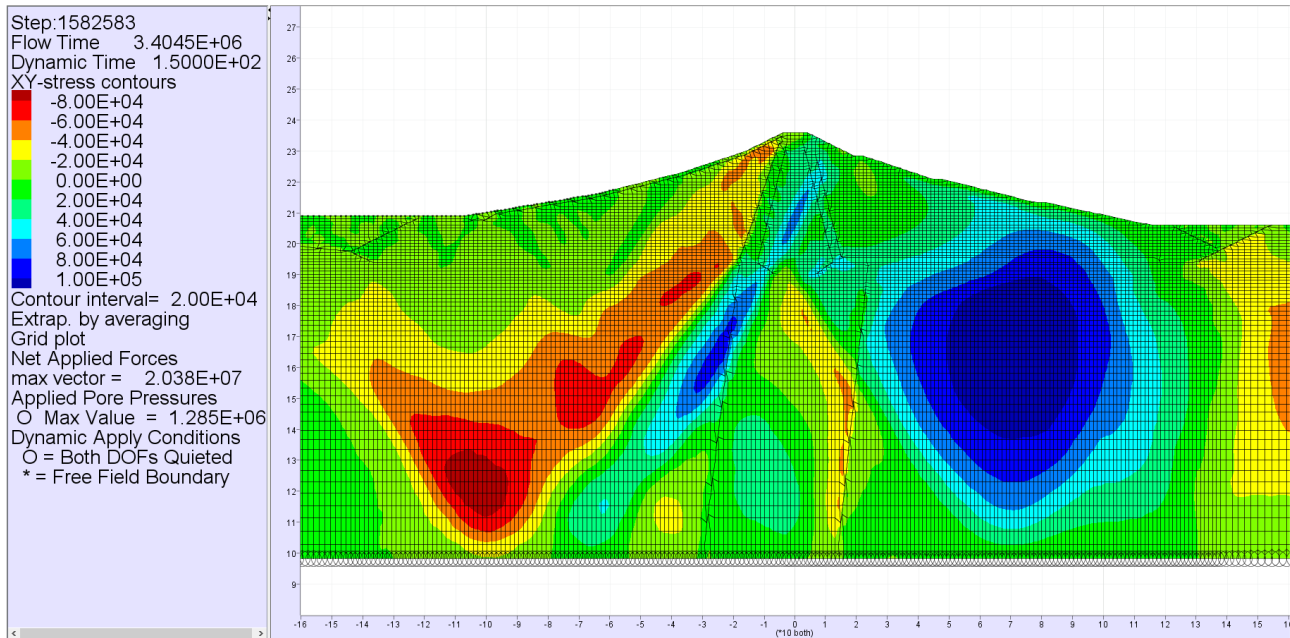 Step:1582583
Flow Time 3.4045E+06
Dynamic Time 1.5000E+02
XY-stress contours
-8.00E+04
-6.00E+04
-4.00E+04
-2.00E+04
0.00E+00
2.00E+04
4.00E+04
6.00E+04
8.00E+04
1.00E+05
Contour interval= 2.00E+04
Extrap. by averaging
Grid plot
Net Applied Forces
max vector = 2.038E+07
Applied Pore Pressures
O Max Value = 1.285E+06
Dynamic Apply Conditions
O = Both DOFs Quieted
* = Free Field Boundary
27
26
25
24
23
22
21
20
19
18
17
16
15
14
13
12
11
10
9
-16 -15 -14 -13 -12 -11 -10 -9 -8 -7 -6 -5 -4 -3 -2 -1 0 1 2 3 4 5 6 7 8 9 10 11 12 13 14 15 16
(*10 both)